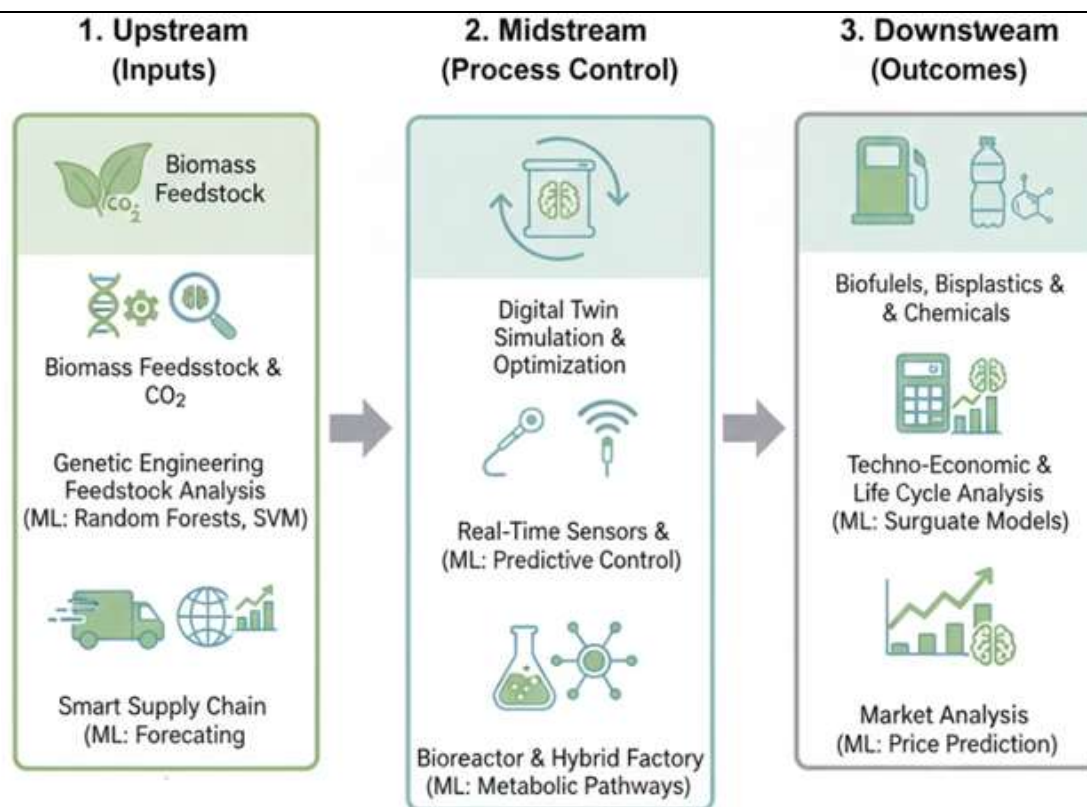 1. Upstream
(Inputs)
Biomass
Feedstock
CO2
Biomass Feedsstock &
CO2
Genetic Engineering
Feedstock Analysis
(ML: Random Forests, SVM)
Smart Supply Chain
(ML: Forecating
2. Midstream
(Process Control)
Digital Twin
Simulation &
Optimization
Real-Time Sensors &
(ML: Predictive Control)
Bioreactor & Hybrid Factory
(ML: Metabolic Pathways)
3. Downsweam
(Outcomes)
Biofulels, Bisplastics &
& Chemicals
Techno-Economic &
Life Cycle Analysis
(ML: Surguate Models)
Market Analysis
(ML: Price Prediction)